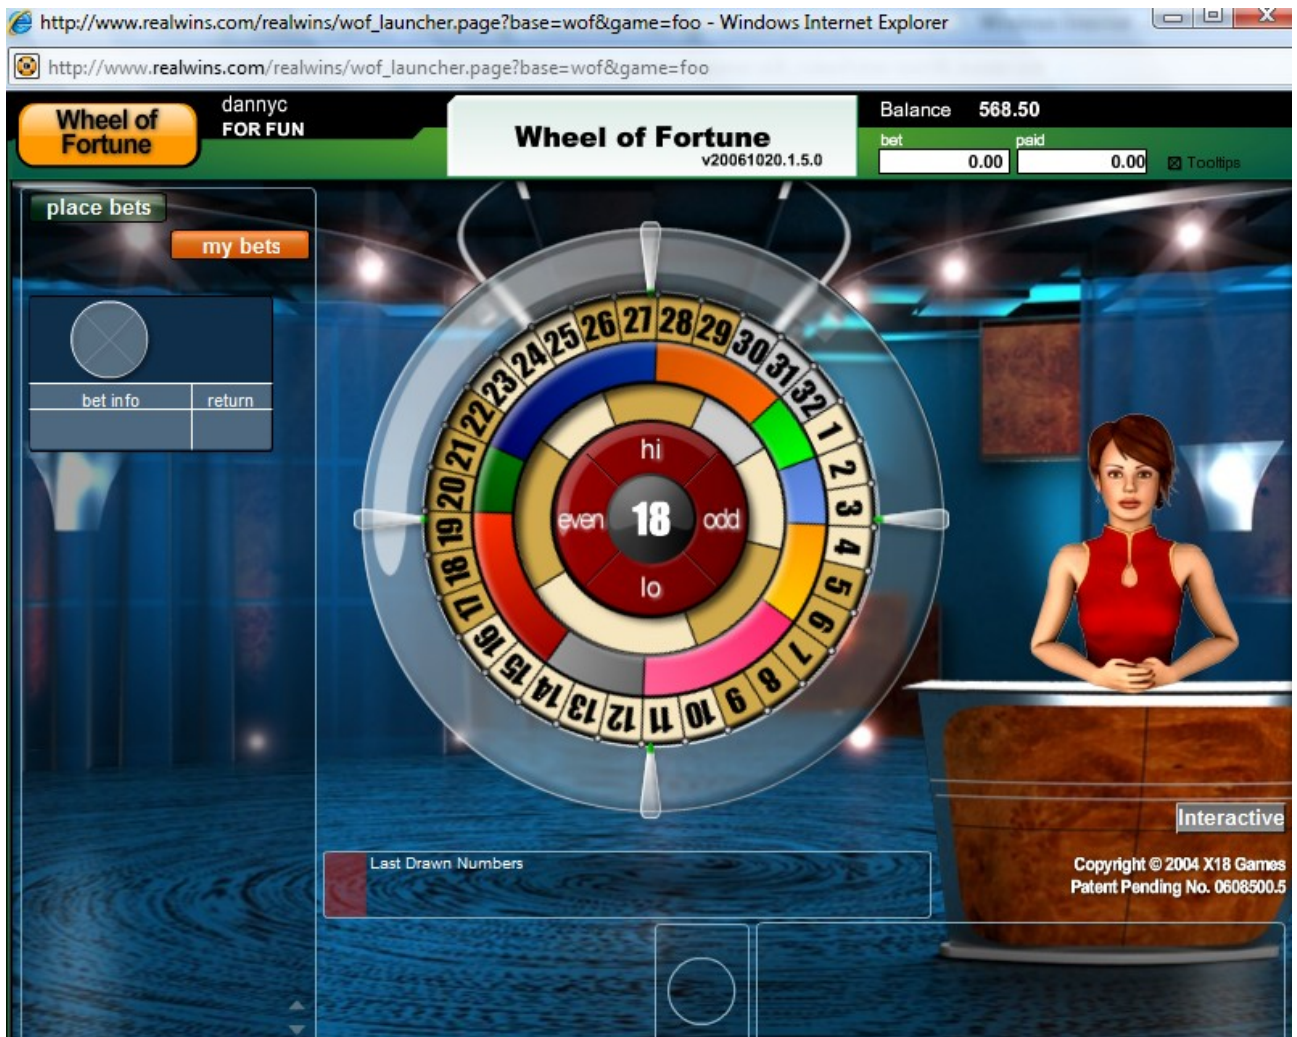 http://www.realwins.com/realwins/wof_launcher.page?base=wof&game=foo - Windows Internet Explorer
http://www.realwins.com/realwins/wof_launcher.page?base=wof&game=foo
Wheel of
Fortune
dannyc
FOR FUN
Wheel of Fortune
v20061020.1.5.0
Balance 568.50
bet paid
0.00 0.00 Tooltips
place bets
my bets
bet info return
27 28 29 30 31 32 1 2 3 4 5 6 7 8 9 10 11 12 13 14 15 16 17 18 19 20 21 22 23 24 25 26
hi
even 18 odd
lo
Interactive
Last Drawn Numbers
Copyright © 2004 X18 Games
Patent Pending No. 0608500.5